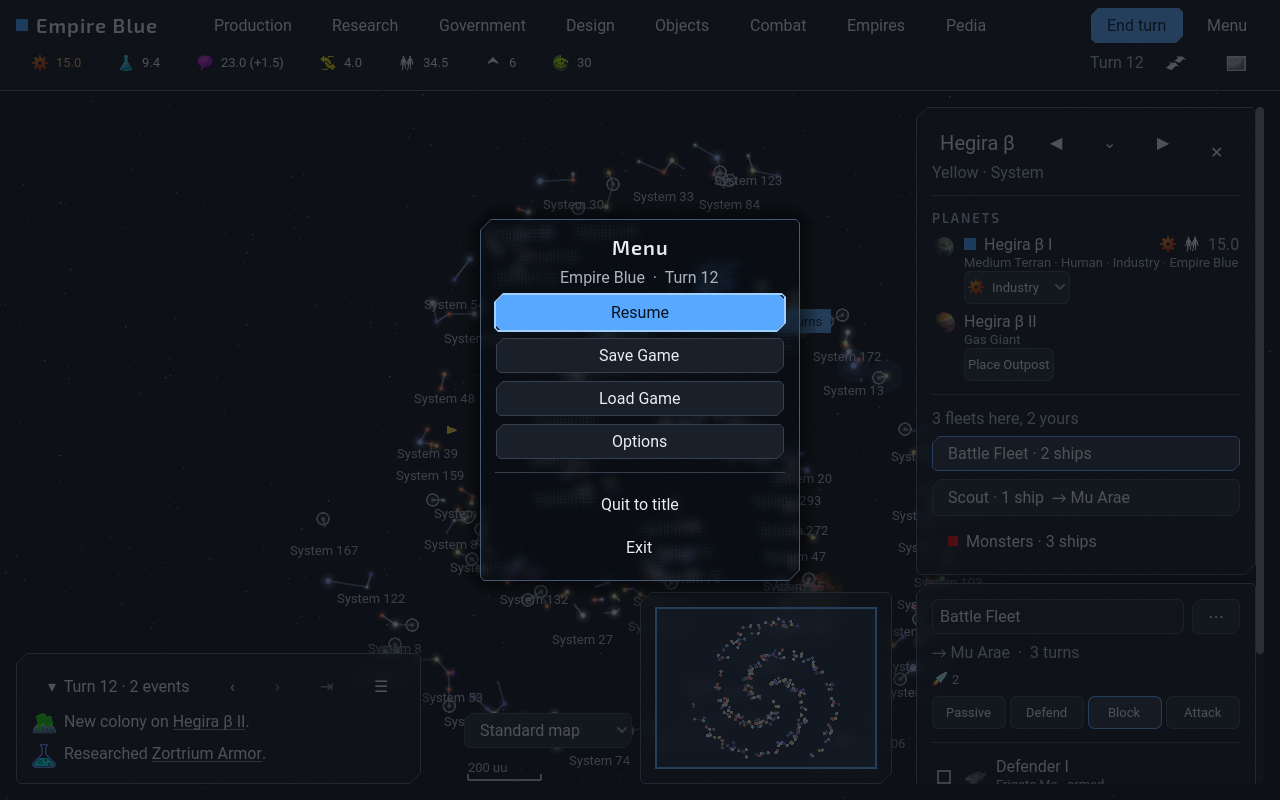 Empire Blue
Production
Research
Government
Design
Objects
Combat
Empires
Pedia
End turn
Menu
15.0
9.4
23.0 (+1.5)
4.0
34.5
6
30
Turn 12
Hegira β
Yellow · System
PLANETS
Hegira β I
15.0
Medium Terran · Human · Industry · Empire Blue
Industry
Hegira β II
Gas Giant
Place Outpost
3 fleets here, 2 yours
Battle Fleet · 2 ships
Scout · 1 ship → Mu Arae
Monsters · 3 ships
Battle Fleet
...
→ Mu Arae · 3 turns
2
Passive
Defend
Block
Attack
Defender I
Menu
Empire Blue · Turn 12
Resume
Save Game
Load Game
Options
Quit to title
Exit
System 123
System 33
System 30
System 84
System 172
System 13
System 48
System 39
System 159
System 167
System 122
System 132
System 27
System 8
System 53
System 74
Standard map
200 uu
Turn 12 · 2 events
New colony on Hegira β II.
Researched Zortrium Armor.